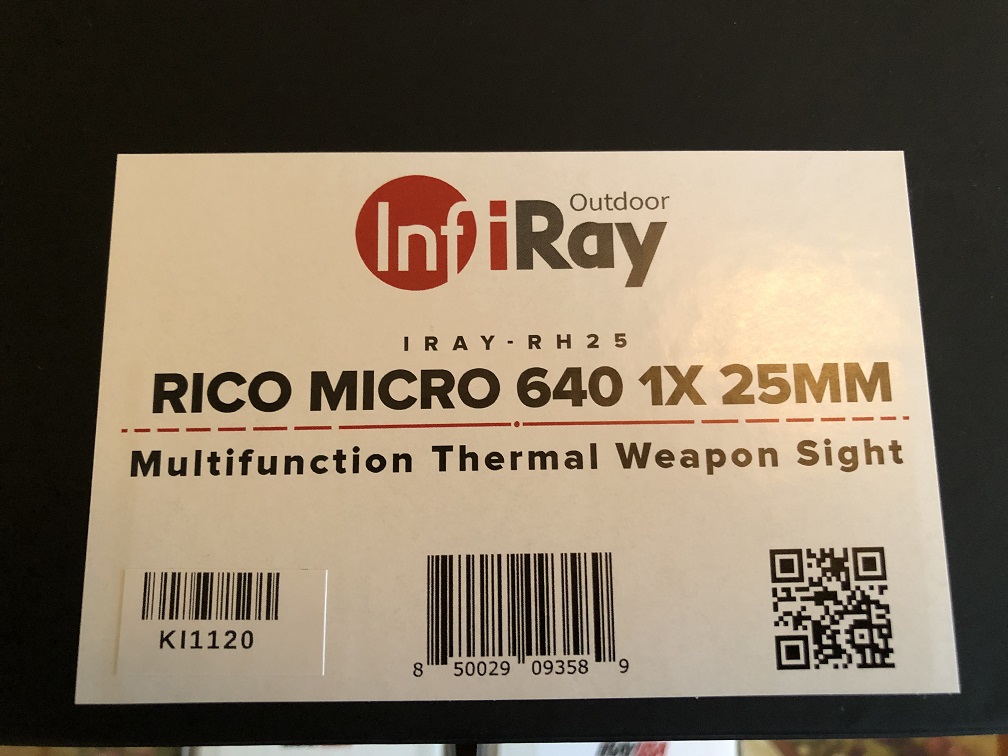 Outdoor
InfiRay
IRAY-RH25
RICO MICRO 640 1X 25MM
Multifunction Thermal Weapon Sight
KI1120
8 50029 09358 9